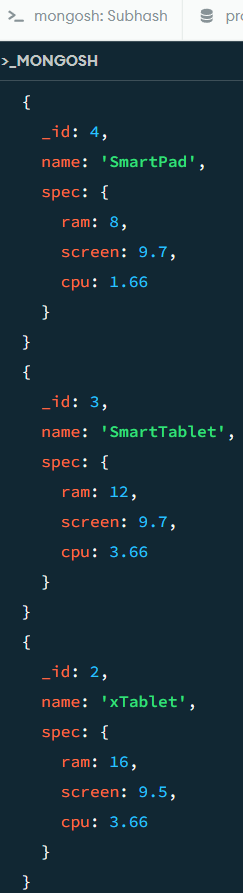 >_ mongosh: Subhash pr
>_MONGOSH
{
_id: 4,
name: 'SmartPad',
spec: {
ram: 8,
screen: 9.7,
cpu: 1.66
}
}
{
_id: 3,
name: 'SmartTablet',
spec: {
ram: 12,
screen: 9.7,
cpu: 3.66
}
}
{
_id: 2,
name: 'xTablet',
spec: {
ram: 16,
screen: 9.5,
cpu: 3.66
}
}